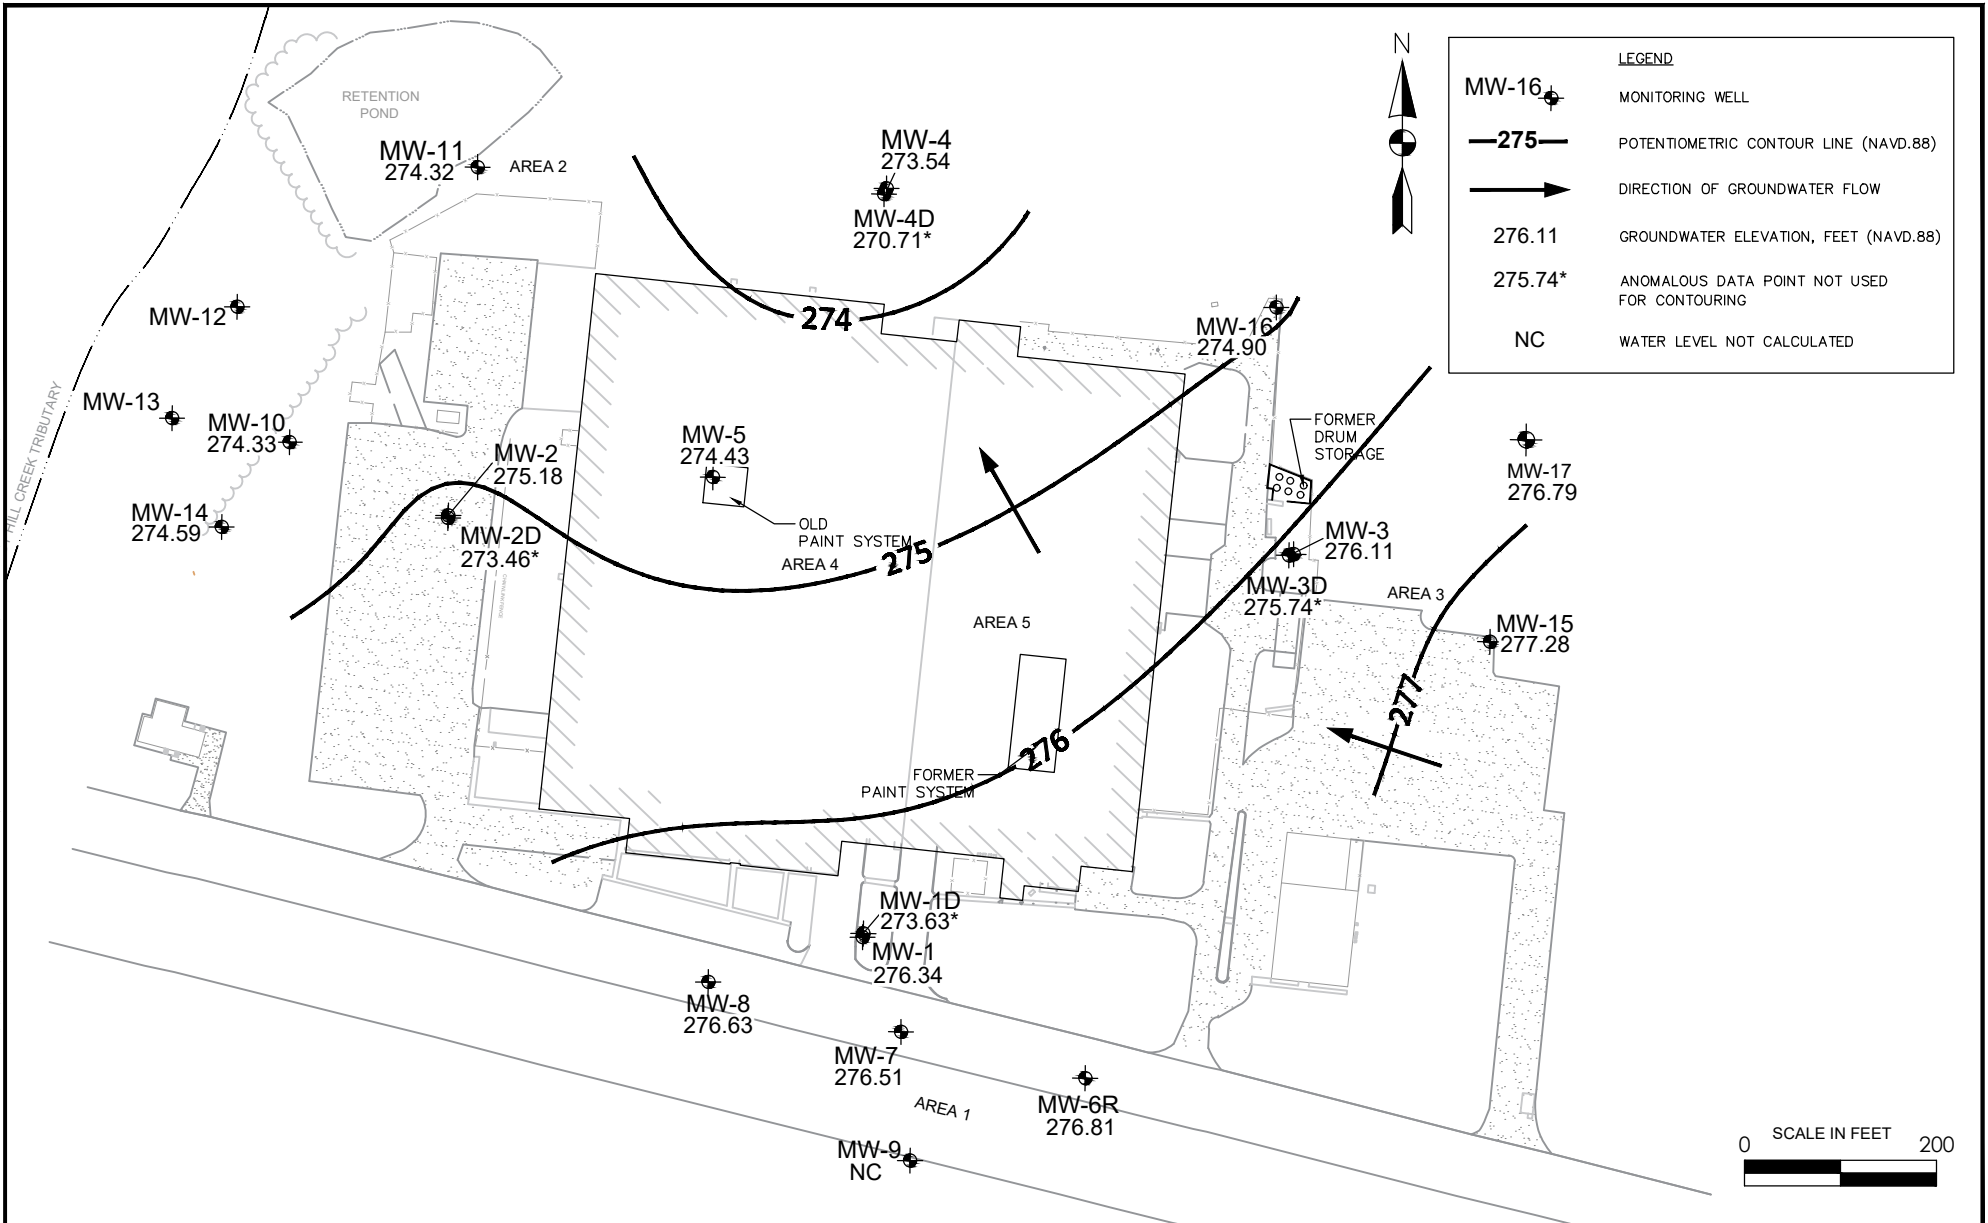 N
LEGEND
MW-16
MONITORING WELL
275
POTENTIOMETRIC CONTOUR LINE (NAVD.88)
DIRECTION OF GROUNDWATER FLOW
276.11
GROUNDWATER ELEVATION, FEET (NAVD.88)
275.74*
ANOMALOUS DATA POINT NOT USED
FOR CONTOURING
NC
WATER LEVEL NOT CALCULATED
RETENTION
POND
MW-11
274.32
AREA 2
MW-4
273.54
MW-4D
270.71*
274
MW-12
MW-16
274.90
MW-13
MW-10
274.33
HILL CREEK TRIBUTARY
MW-2
275.18
MW-5
274.43
FORMER
DRUM
STORAGE
MW-17
276.79
MW-14
274.59
MW-2D
273.46*
OLD
PAINT SYSTEM
AREA 4
275
MW-3
276.11
MW-3D
275.74*
AREA 3
MW-15
277.28
AREA 5
277
276
FORMER
PAINT SYSTEM
MW-1D
273.63*
MW-1
276.34
MW-8
276.63
MW-7
276.51
AREA 1
MW-6R
276.81
MW-9
NC
SCALE IN FEET
0
200